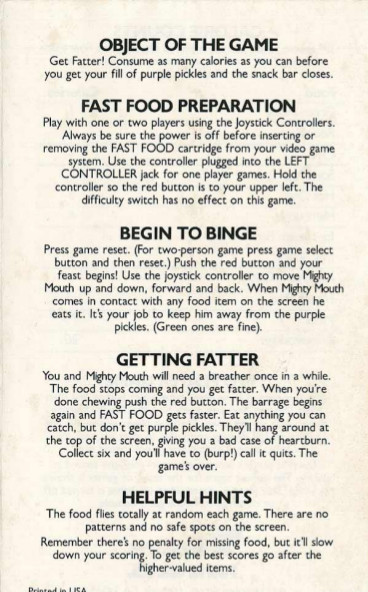 OBJECT OF THE GAME
Get Fatter! Consume as many calories as you can before
you get your fill of purple pickles and the snack bar closes.
FAST FOOD PREPARATION
Play with one or two players using the Joystick Controllers.
Always be sure the power is off before inserting or
removing the FAST FOOD cartridge from your video game
system. Use the controller plugged into the LEFT
CONTROLLER jack for one player games. Hold the
controller so the red button is to your upper left. The
difficulty switch has no effect on this game.
BEGIN TO BINGE
Press game reset. (For two-person game press game select
button and then reset.) Push the red button and your
feast begins! Use the joystick controller to move Mighty
Mouth up and down, forward and back. When Mighty Mouth
comes in contact with any food item on the screen he
eats it. It's your job to keep him away from the purple
pickles. (Green ones are fine).
GETTING FATTER
You and Mighty Mouth will need a breather once in a while.
The food stops coming and you get fatter. When you're
done chewing push the red button. The barrage begins
again and FAST FOOD gets faster. Eat anything you can
catch, but don't get purple pickles. They'll hang around at
the top of the screen, giving you a bad case of heartburn.
Collect six and you'll have to (burp!) call it quits. The
game's over.
HELPFUL HINTS
The food flies totally at random each game. There are no
patterns and no safe spots on the screen.
Remember there's no penalty for missing food, but it'll slow
down your scoring. To get the best scores go after the
higher-valued items.
Printed in USA